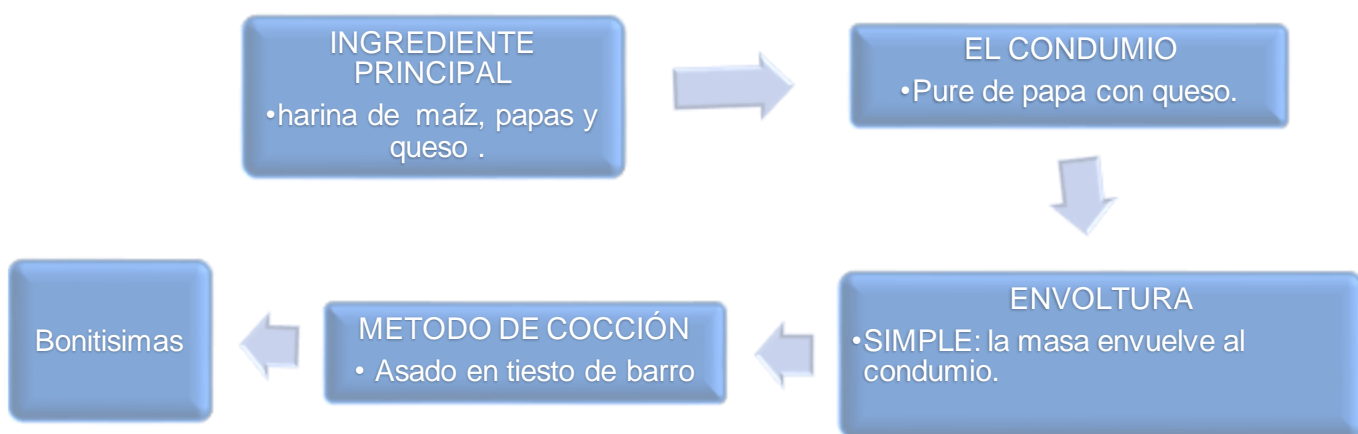 INGREDIENTE
PRINCIPAL
•harina de maíz, papas y
queso .
EL CONDUMIO
•Pure de papa con queso.
ENVOLTURA
•SIMPLE: la masa envuelve al
condumio.
METODO DE COCCIÓN
• Asado en tiesto de barro
Bonitisimas